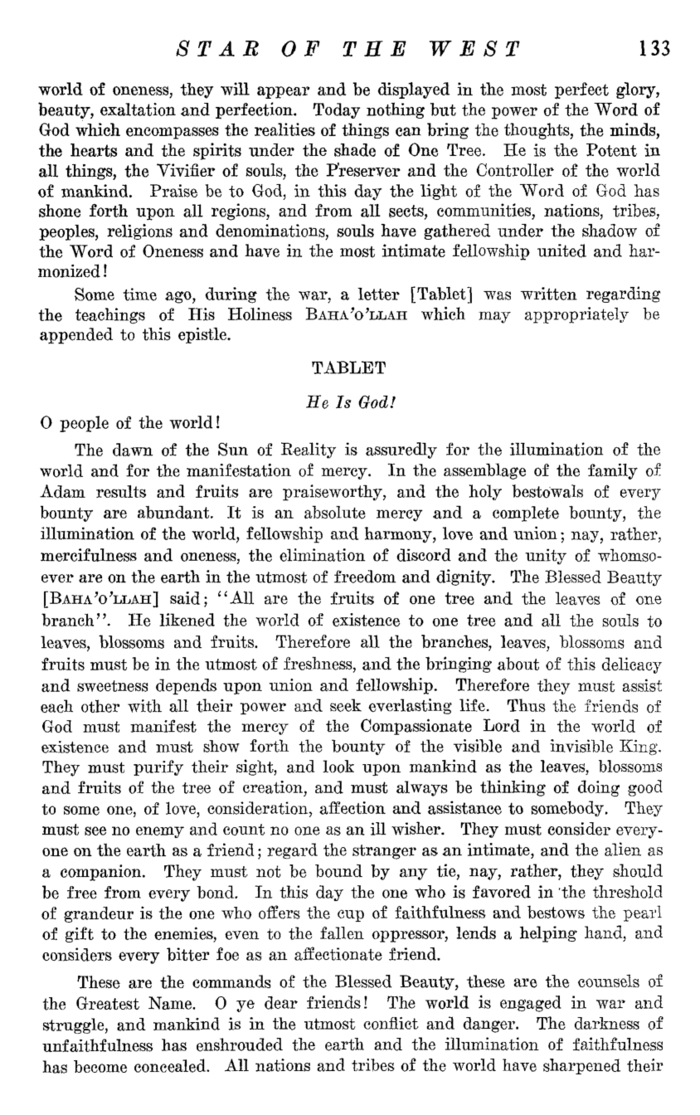 STAR OF THE WEST 133
world of oneness, they will appear and be displayed in the most perfect glory,
beauty, exaltation and perfection. Today nothing but the power of the Word of
God which encompasses the realities of things can bring the thoughts, the minds,
the hearts and the spirits under the shade of One Tree. He is the Potent in
all things, the Vivifier of souls, the Preserver and the Controller of the world
of mankind. Praise be to God, in this day the light of the Word of God has
shone forth upon all regions, and from all sects, communities, nations, tribes,
peoples, religions and denominations, souls have gathered under the shadow of
the Word of Oneness and have in the most intimate fellowship united and har-
monized!
Some time ago, during the war, a letter [Tablet] was written regarding
the teachings of His Holiness BAHA'O'LLAH which may appropriately be
appended to this epistle.
TABLET
He Is God!
O people of the world!
The dawn of the Sun of Reality is assuredly for the illumination of the
world and for the manifestation of mercy. In the assemblage of the family of
Adam results and fruits are praiseworthy, and the holy bestowals of every
bounty are abundant. It is an absolute mercy and a complete bounty, the
illumination of the world, fellowship and harmony, love and union; nay, rather,
mercifulness and oneness, the elimination of discord and the unity of whomso-
ever are on the earth in the utmost of freedom and dignity. The Blessed Beauty
[BAHA'O'LLAH] said; "All are the fruits of one tree and the leaves of one
branch". He likened the world of existence to one tree and all the souls to
leaves, blossoms and fruits. Therefore all the branches, leaves, blossoms and
fruits must be in the utmost of freshness, and the bringing about of this delicacy
and sweetness depends upon union and fellowship. Therefore they must assist
each other with all their power and seek everlasting life. Thus the friends of
God must manifest the mercy of the Compassionate Lord in the world of
existence and must show forth the bounty of the visible and invisible King.
They must purify their sight, and look upon mankind as the leaves, blossoms
and fruits of the tree of creation, and must always be thinking of doing good
to some one, of love, consideration, affection and assistance to somebody. They
must see no enemy and count no one as an ill wisher. They must consider every-
one on the earth as a friend; regard the stranger as an intimate, and the alien as
a companion. They must not be bound by any tie, nay, rather, they should
be free from every bond. In this day the one who is favored in the threshold
of grandeur is the one who offers the cup of faithfulness and bestows the pearl
of gift to the enemies, even to the fallen oppressor, lends a helping hand, and
considers every bitter foe as an affectionate friend.
These are the commands of the Blessed Beauty, these are the counsels of
the Greatest Name. O ye dear friends! The world is engaged in war and
struggle, and mankind is in the utmost conflict and danger. The darkness of
unfaithfulness has enshrouded the earth and the illumination of faithfulness
has become concealed. All nations and tribes of the world have sharpened their